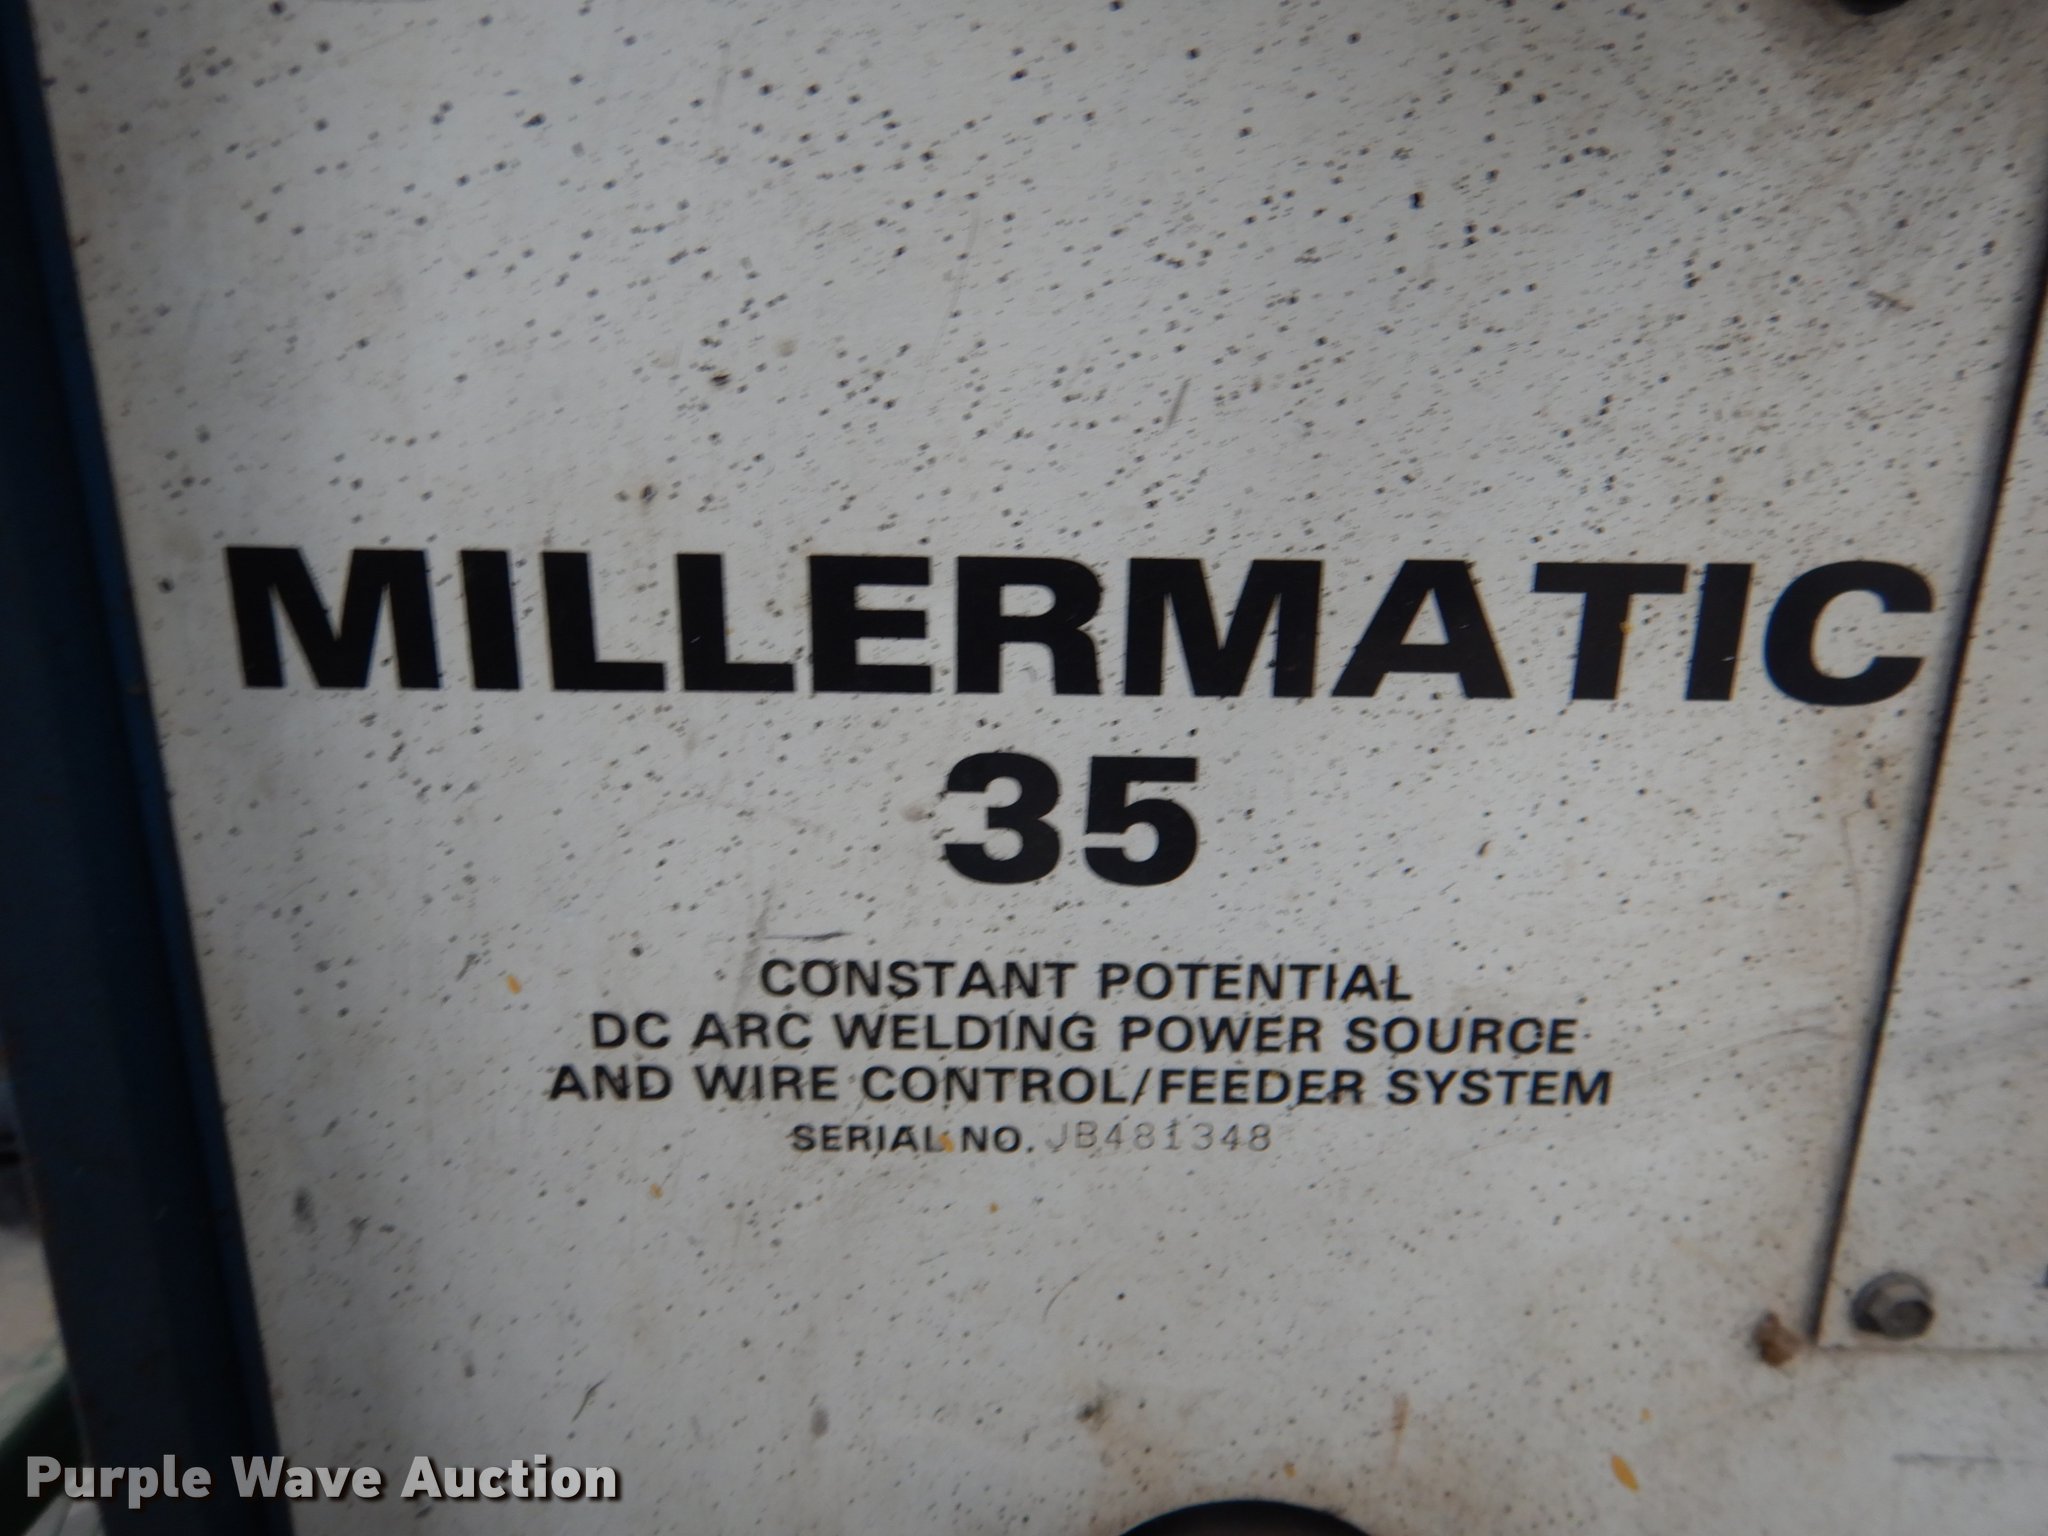 MILLERMATIC
35
CONSTANT POTENTIAL
DC ARC WELDING POWER SOURCE
AND WIRE CONTROL/FEEDER SYSTEM
SERIAL NO. JB481348
Purple Wave Auction